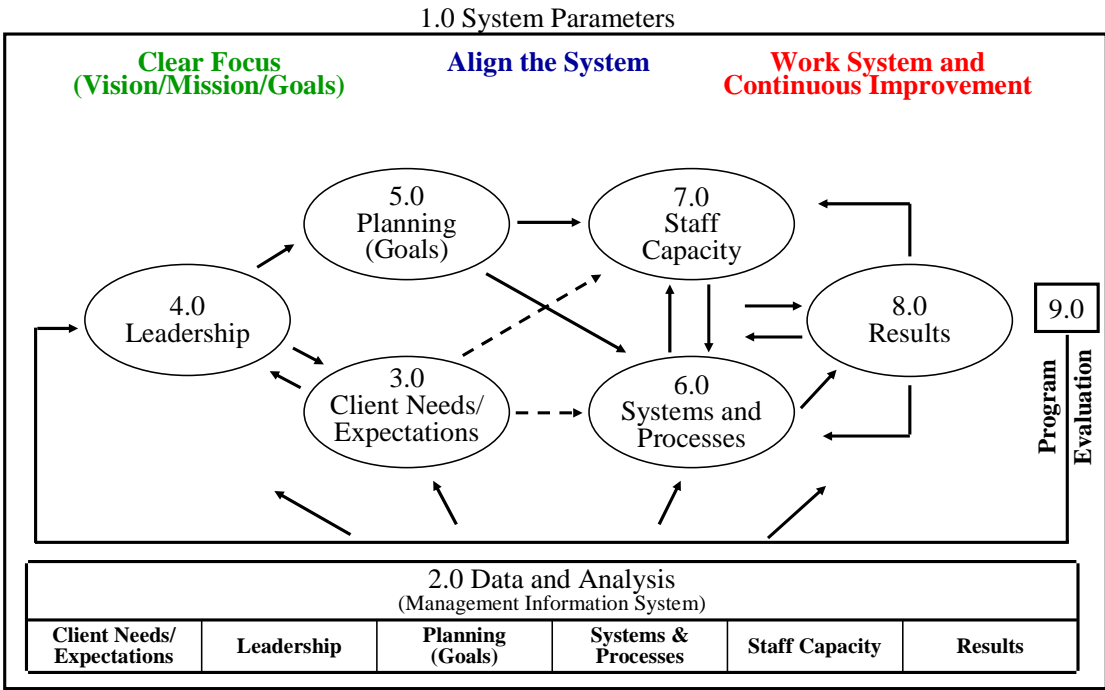 1.0 System Parameters
Clear Focus
(Vision/Mission/Goals)
Align the System
Work System and
Continuous Improvement
5.0
Planning
(Goals)
7.0
Staff
Capacity
4.0
Leadership
8.0
Results
9.0
3.0
Client Needs/
Expectations
6.0
Systems and
Processes
Program
Evaluation
2.0 Data and Analysis
(Management Information System)
Client Needs/
Expectations
Leadership
Planning
(Goals)
Systems &
Processes
Staff Capacity
Results